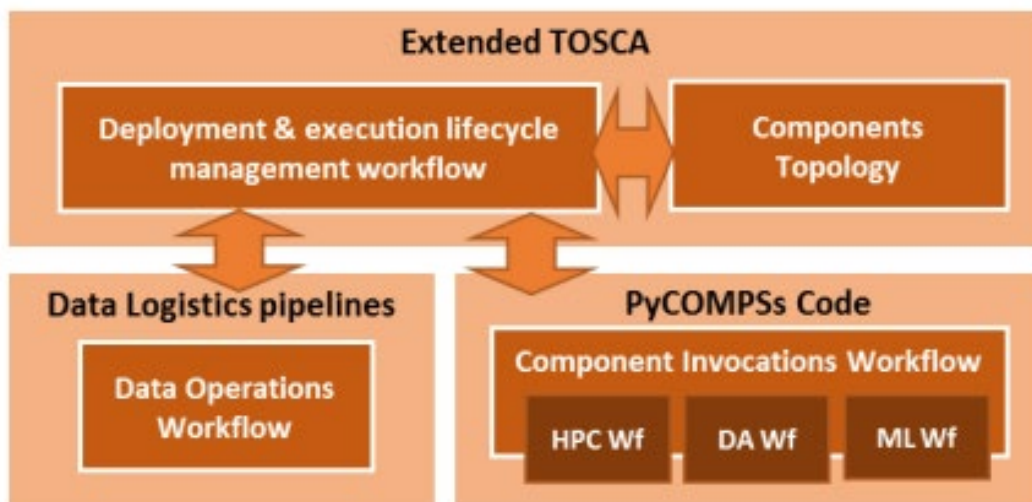 Extended TOSCA
Deployment & execution lifecycle
management workflow
Components
Topology
Data Logistics pipelines
Data Operations
Workflow
PyCOMPSs Code
Component Invocations Workflow
HPC Wf
DA Wf
ML Wf